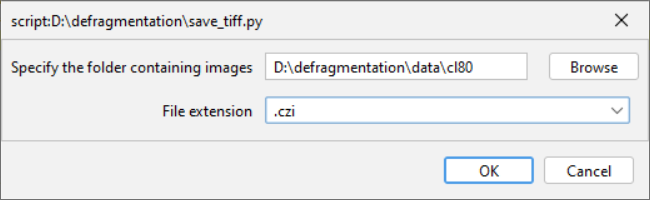 script:D:\defragmentation\save_tiff.py
Specify the folder containing images D:\defragmentation\data\cl80 Browse
File extension .czi
OK Cancel